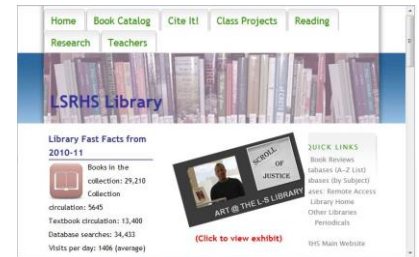 Home
Book Catalog
Cite It!
Class Projects
Reading
Research
Teachers
LSRHS Library
Library Fast Facts from
2010-11
Books in the
collection: 29,210
Collection
circulation: 5645
Textbook circulation: 13,400
Database searches: 34,433
Visits per day: 1406 (average)
SCROLL
OF
JUSTICE
ART @ THE L-S LIBRARY
(Click to view exhibit)
QUICK LINKS
Book Reviews
tabases (A-Z List)
tabases (by Subject)
ases: Remote Access
Library Home
Other Libraries
Periodicals
HS Main Website